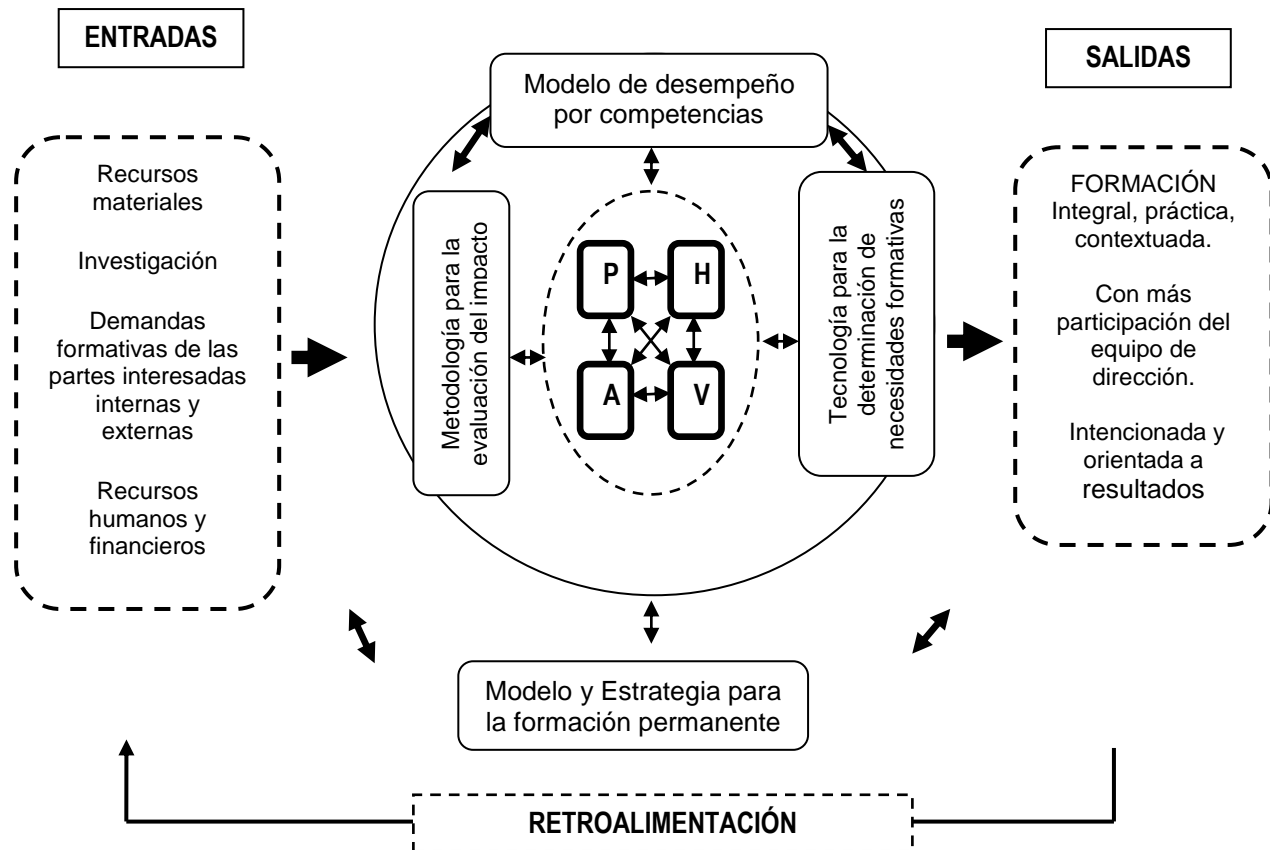 ENTRADAS
Recursos
materiales
Investigación
Demandas
formativas de las
partes interesadas
internas y
externas
Recursos
humanos y
financieros
Modelo de desempeño
por competencias
Metodología para la
evaluación del impacto
P
H
A
V
Tecnología para la
determinación de
necesidades formativas
Modelo y Estrategia para
la formación permanente
SALIDAS
FORMACIÓN
Integral, práctica,
contextuada.
Con más
participación del
equipo de
dirección.
Intencionada y
orientada a
resultados
RETROALIMENTACIÓN